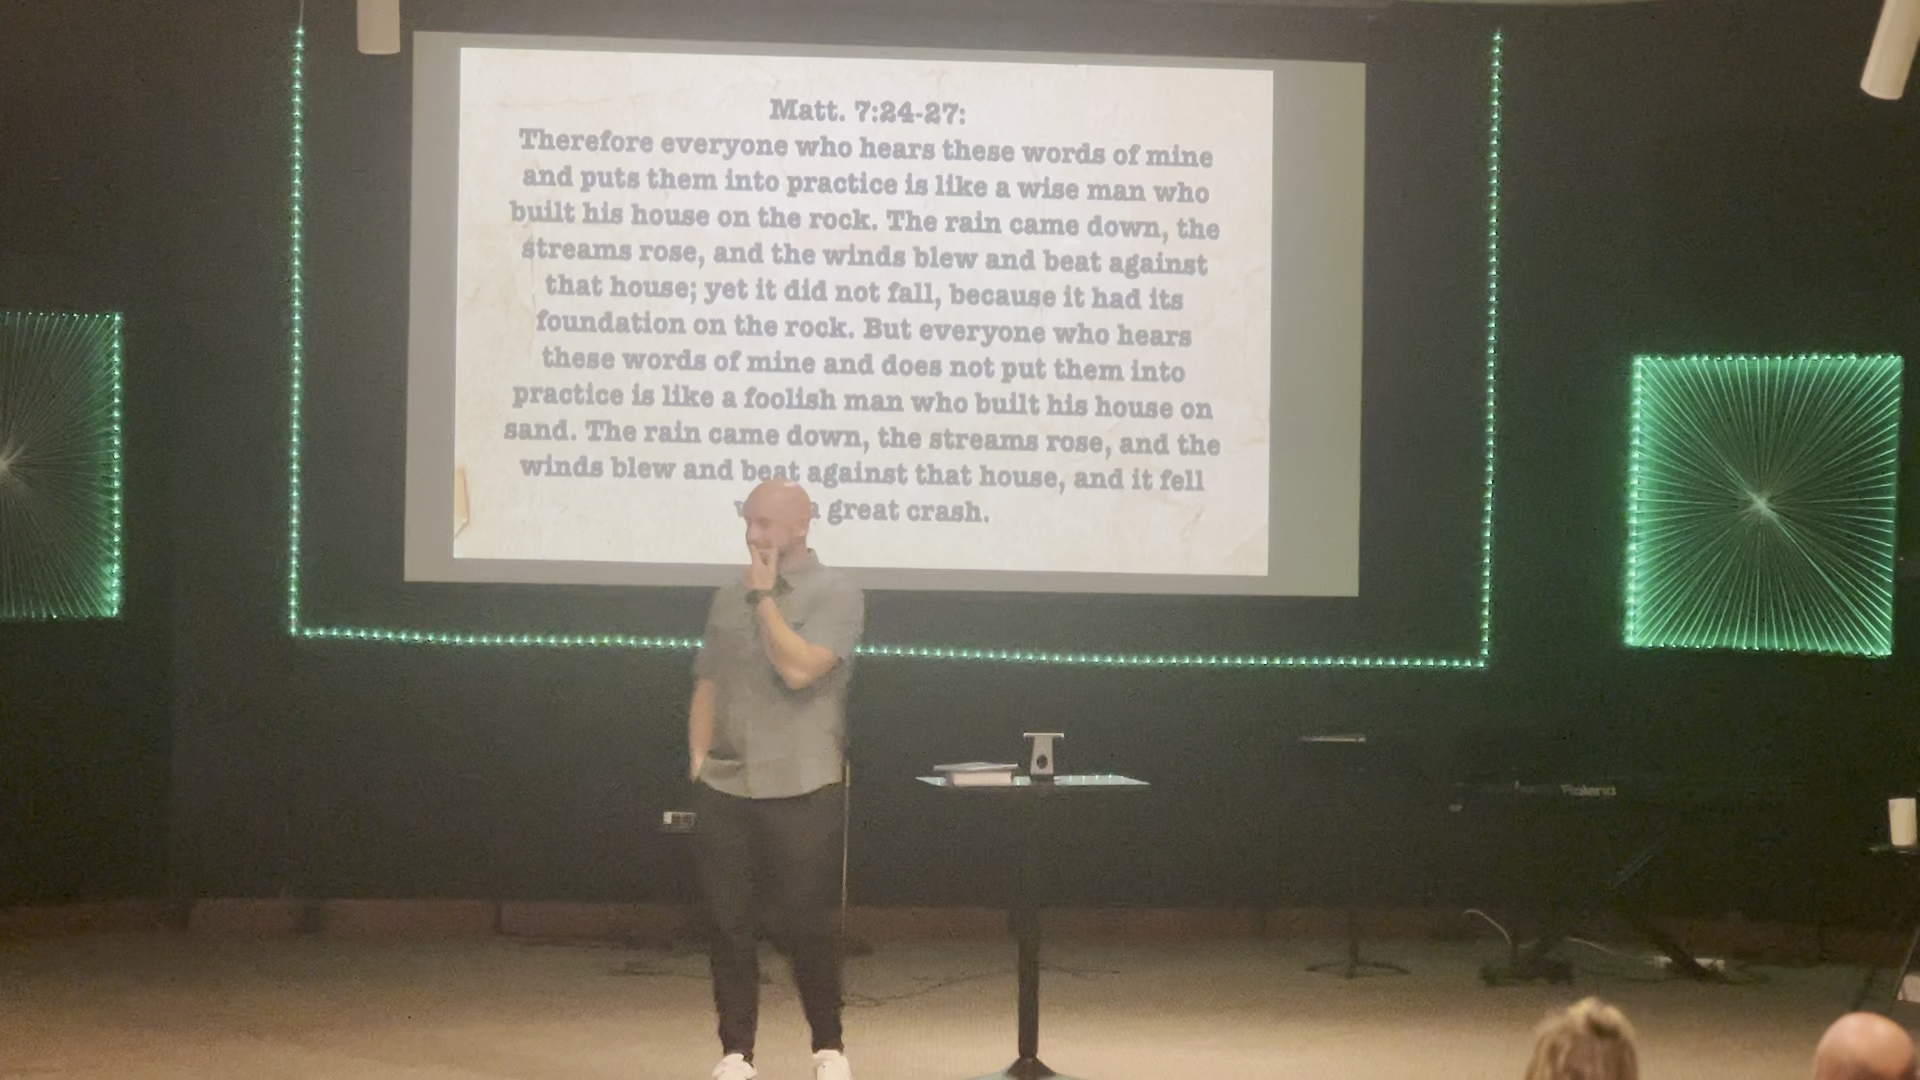 Matt. 7:24-27:
Therefore everyone who hears these words of mine
and puts them into practice is like a wise man who
built his house on the rock. The rain came down, the
streams rose, and the winds blew and beat against
that house; yet it did not fall, because it had its
foundation on the rock. But everyone who hears
these words of mine and does not put them into
practice is like a foolish man who built his house on
sand. The rain came down, the streams rose, and the
winds blew and beat against that house, and it fell
a great crash.
Roland